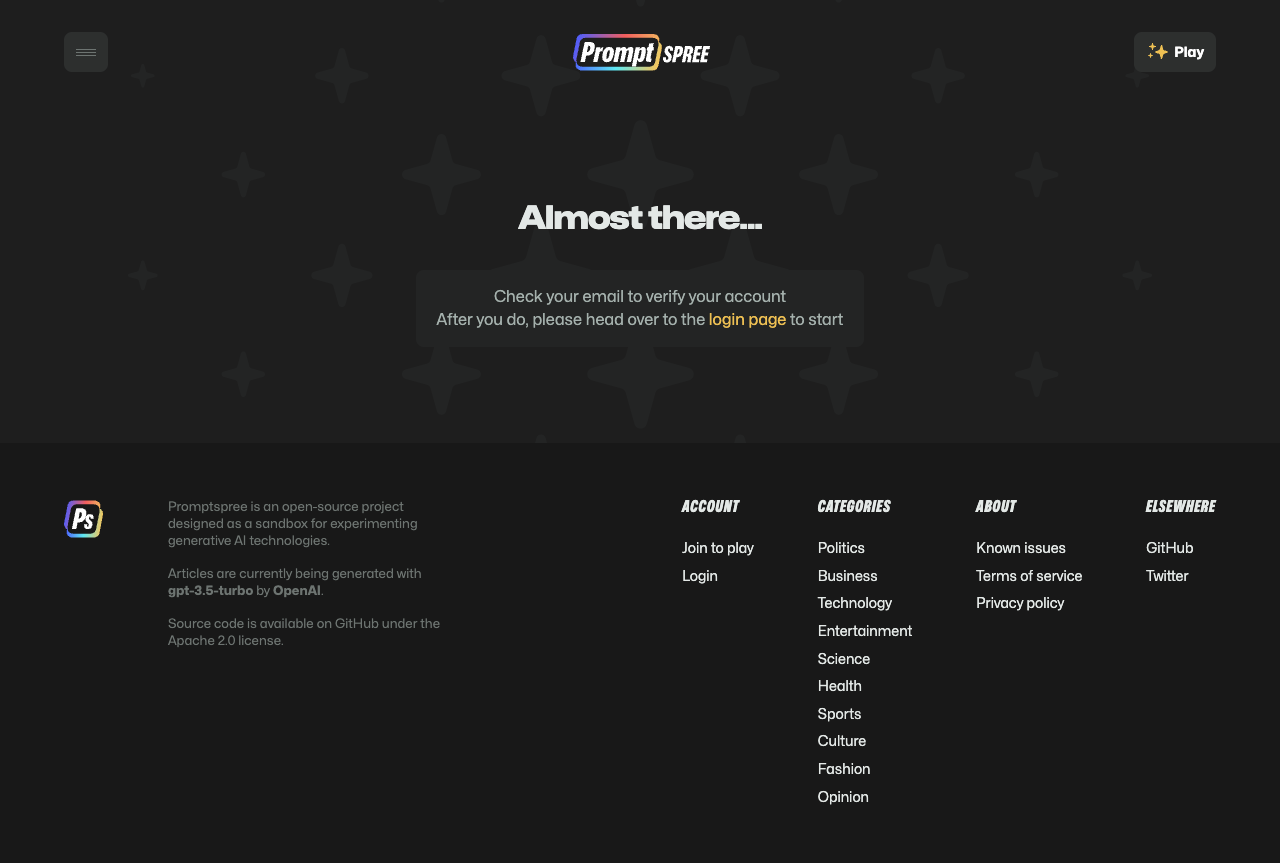 Prompt SPREE
Play
Almost there...
Check your email to verify your account
After you do, please head over to the login page to start
Ps
Promptspree is an open-source project
designed as a sandbox for experimenting
generative AI technologies.
Articles are currently being generated with
gpt-3.5-turbo by OpenAI.
Source code is available on GitHub under the
Apache 2.0 license.
ACCOUNT
Join to play
Login
CATEGORIES
Politics
Business
Technology
Entertainment
Science
Health
Sports
Culture
Fashion
Opinion
ABOUT
Known issues
Terms of service
Privacy policy
ELSEWHERE
GitHub
Twitter